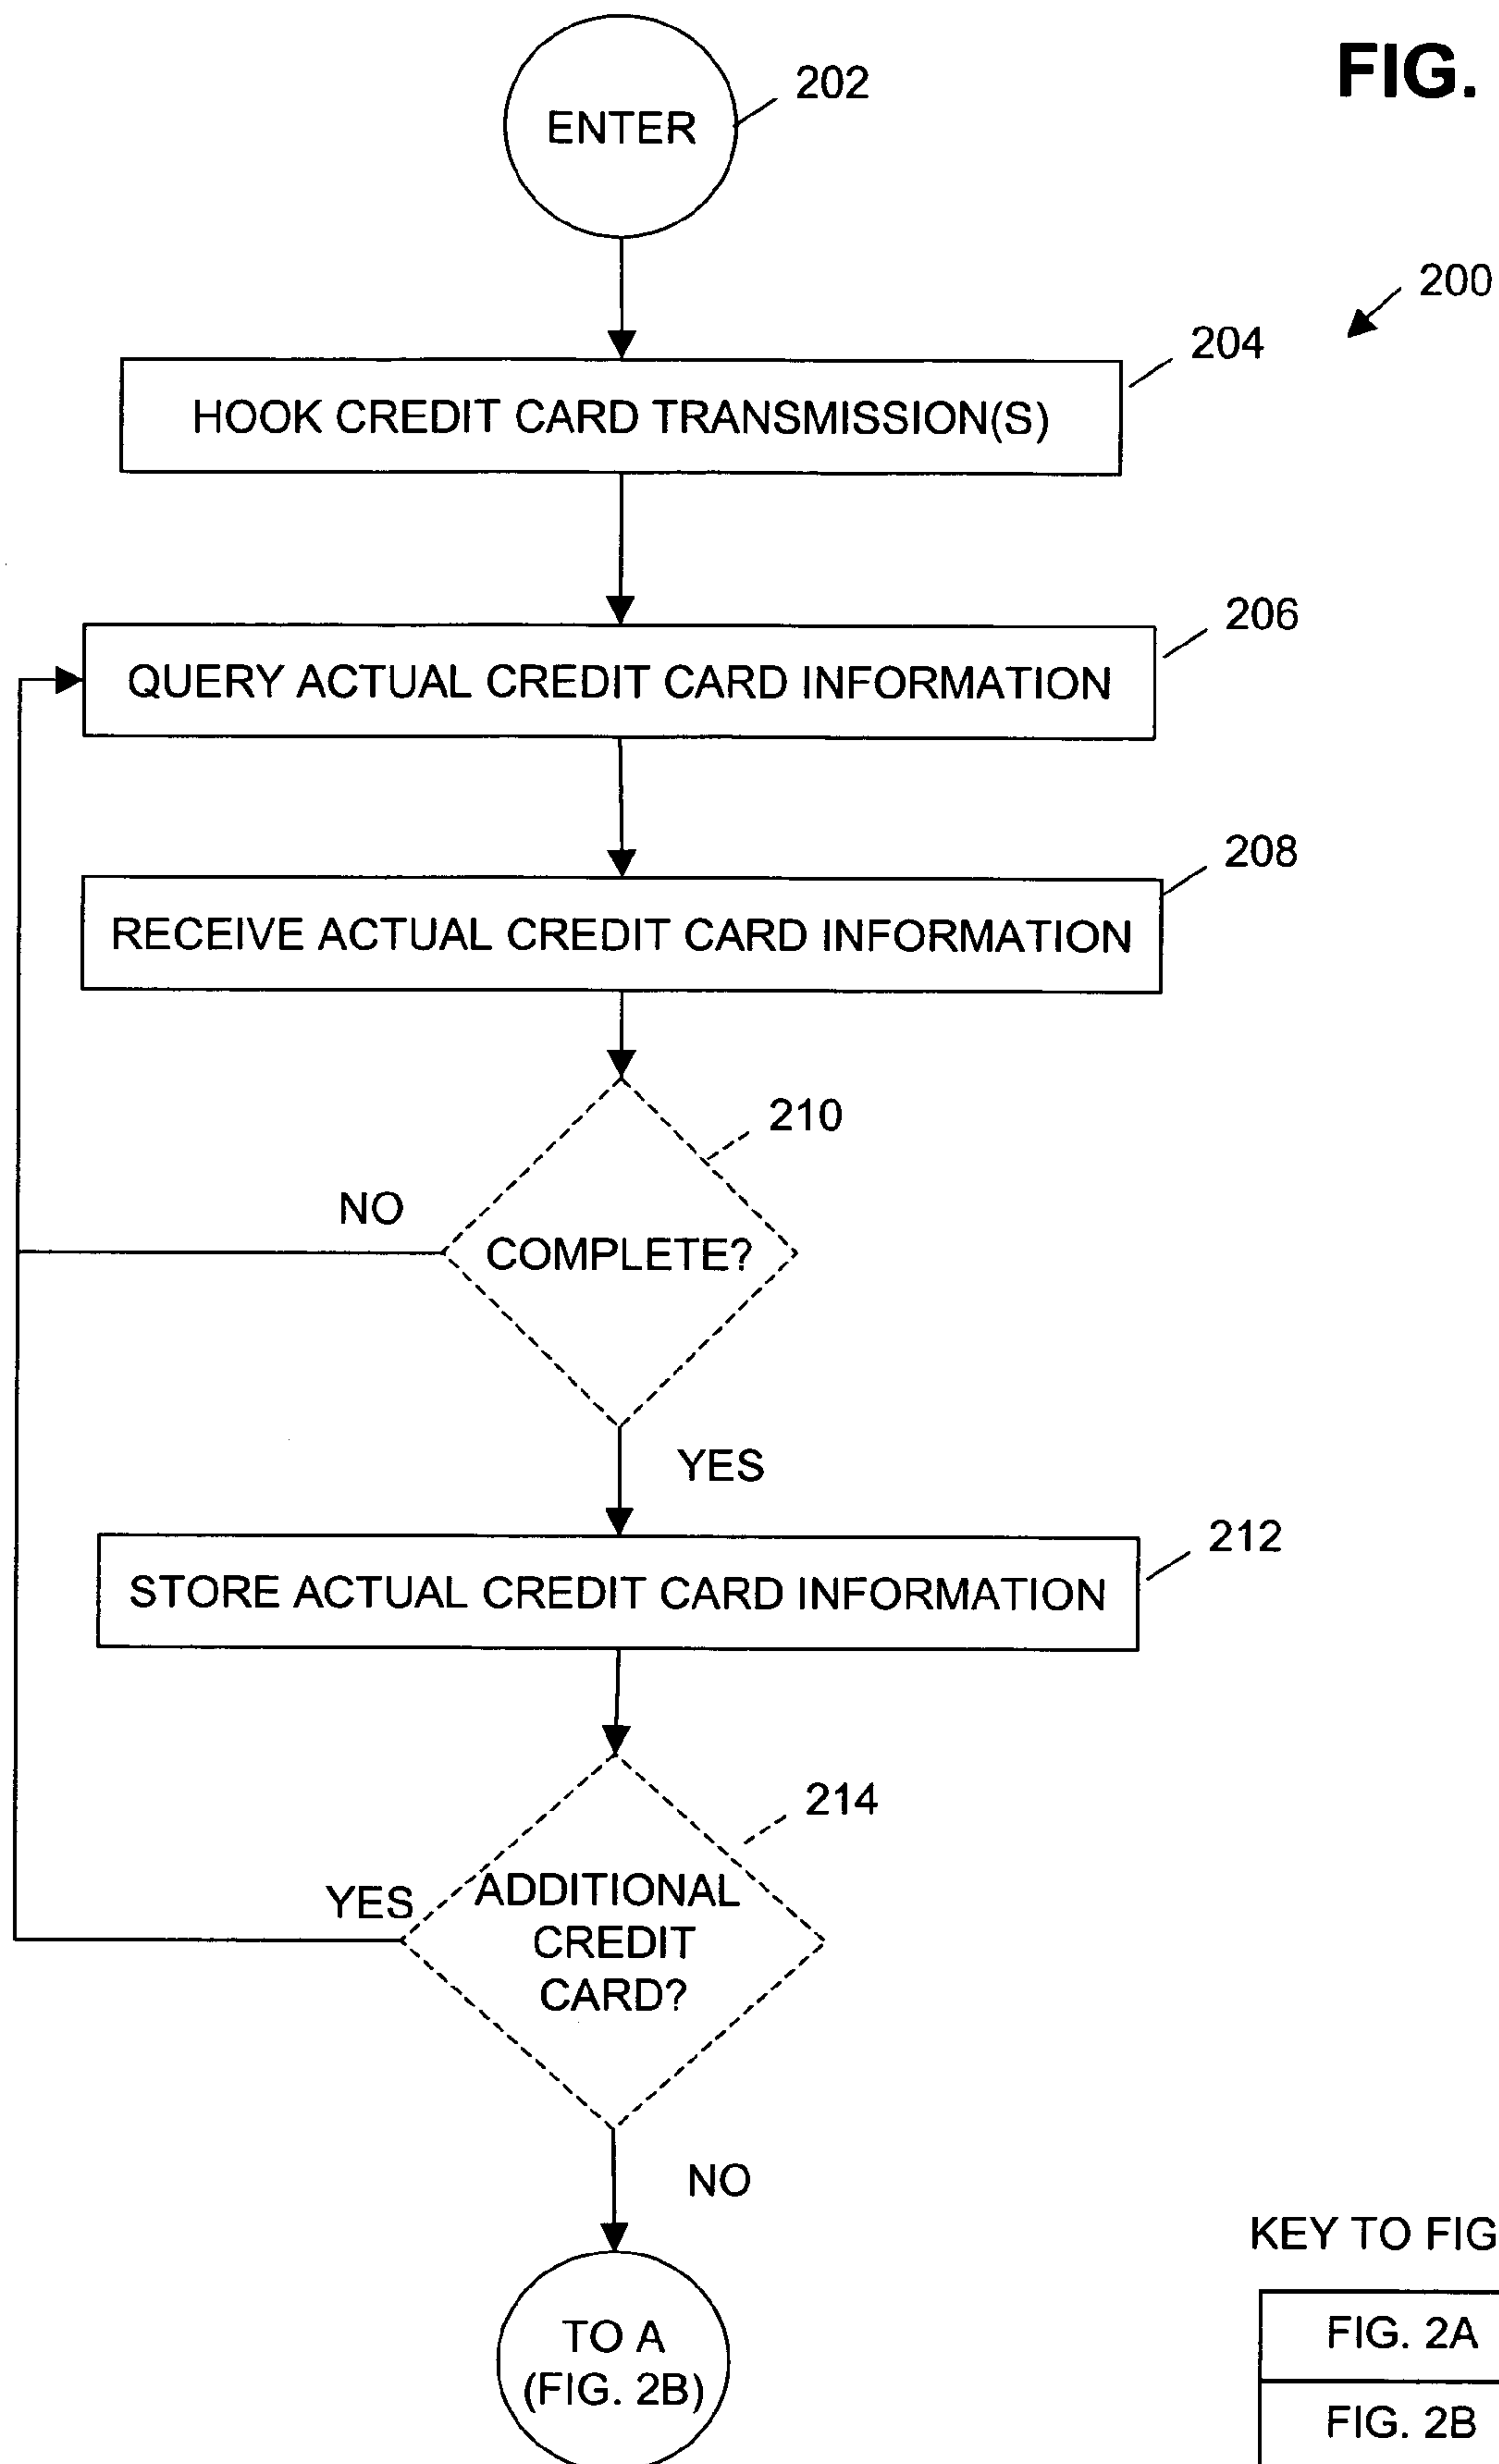 FIG.
ENTER
202
200
HOOK CREDIT CARD TRANSMISSION(S)
204
QUERY ACTUAL CREDIT CARD INFORMATION
206
RECEIVE ACTUAL CREDIT CARD INFORMATION
208
210
NO
COMPLETE?
YES
STORE ACTUAL CREDIT CARD INFORMATION
212
214
YES
ADDITIONAL
CREDIT
CARD?
NO
TO A
(FIG. 2B)
KEY TO FIG
FIG. 2A
FIG. 2B